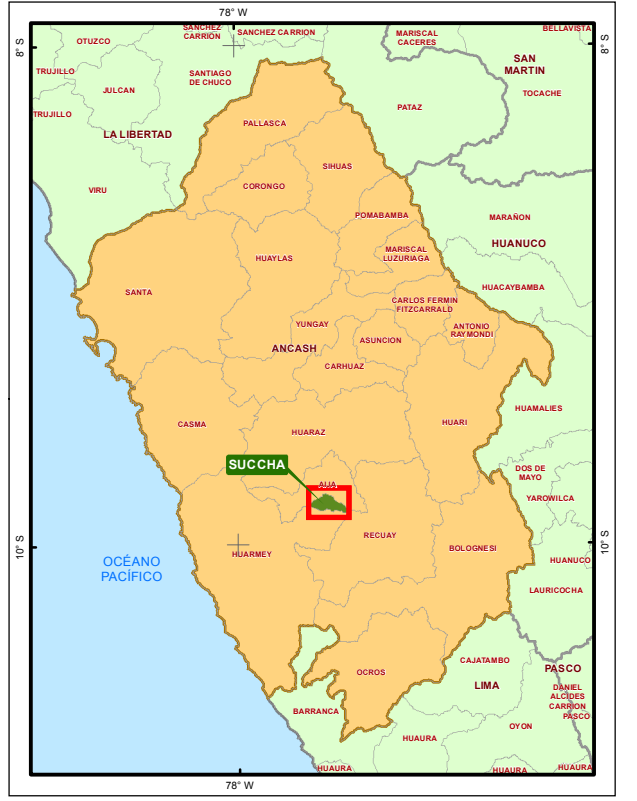 78° W
8° S
8° S
OTUZCO
SANCHEZ
CARRIÓN
SANCHEZ CARRION
MARISCAL
CACERES
BELLAVISTA
TRUJILLO
JULCAN
SANTIAGO
DE CHUCO
SAN
MARTIN
TOCACHE
TRUJILLO
PATAZ
PALLASCA
LA LIBERTAD
SIHUAS
CORONGO
VIRU
POMABAMBA
MARAÑON
HUANUCO
MARISCAL
LUZURIAGA
HUAYLAS
HUACAYBAMBA
SANTA
CARLOS FERMIN
FITZCARRALD
YUNGAY
ANTONIO
RAYMONDI
ASUNCION
ANCASH
CARHUAZ
HUAMALIES
CASMA
HUARAZ
HUARI
SUCCHA
DOS DE
MAYO
AIJA
YAROWILCA
RECUAY
BOLOGNESI
10° S
10° S
HUARMEY
OCÉANO
PACÍFICO
HUANUCO
LAURICOCHA
CAJATAMBO
OCROS
PASCO
LIMA
DANIEL
ALCIDES
CARRION
PASCO
BARRANCA
OYON
HUAURA
HUAURA
HUAURA
HUAURA
78° W